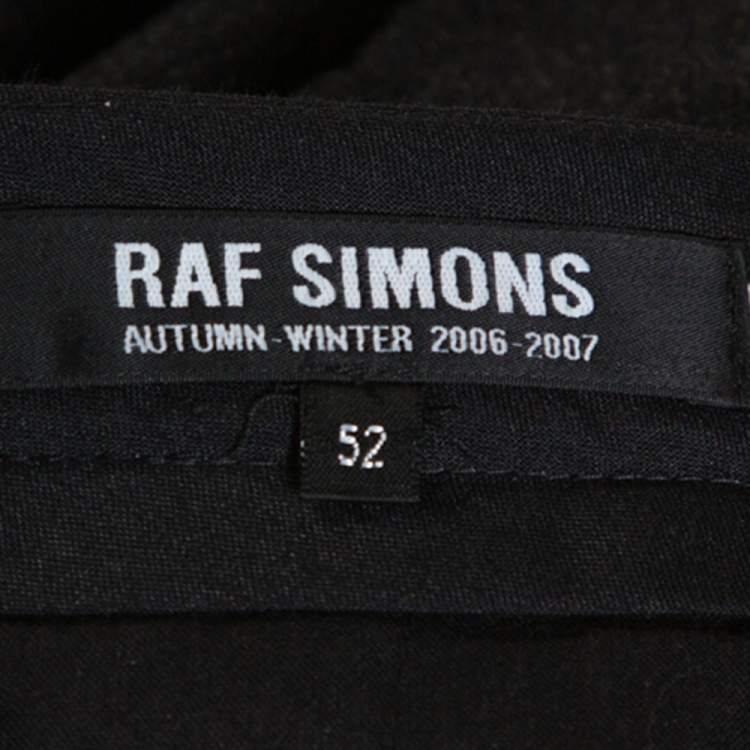 RAF SIMONS
AUTUMN-WINTER 2006-2007
52